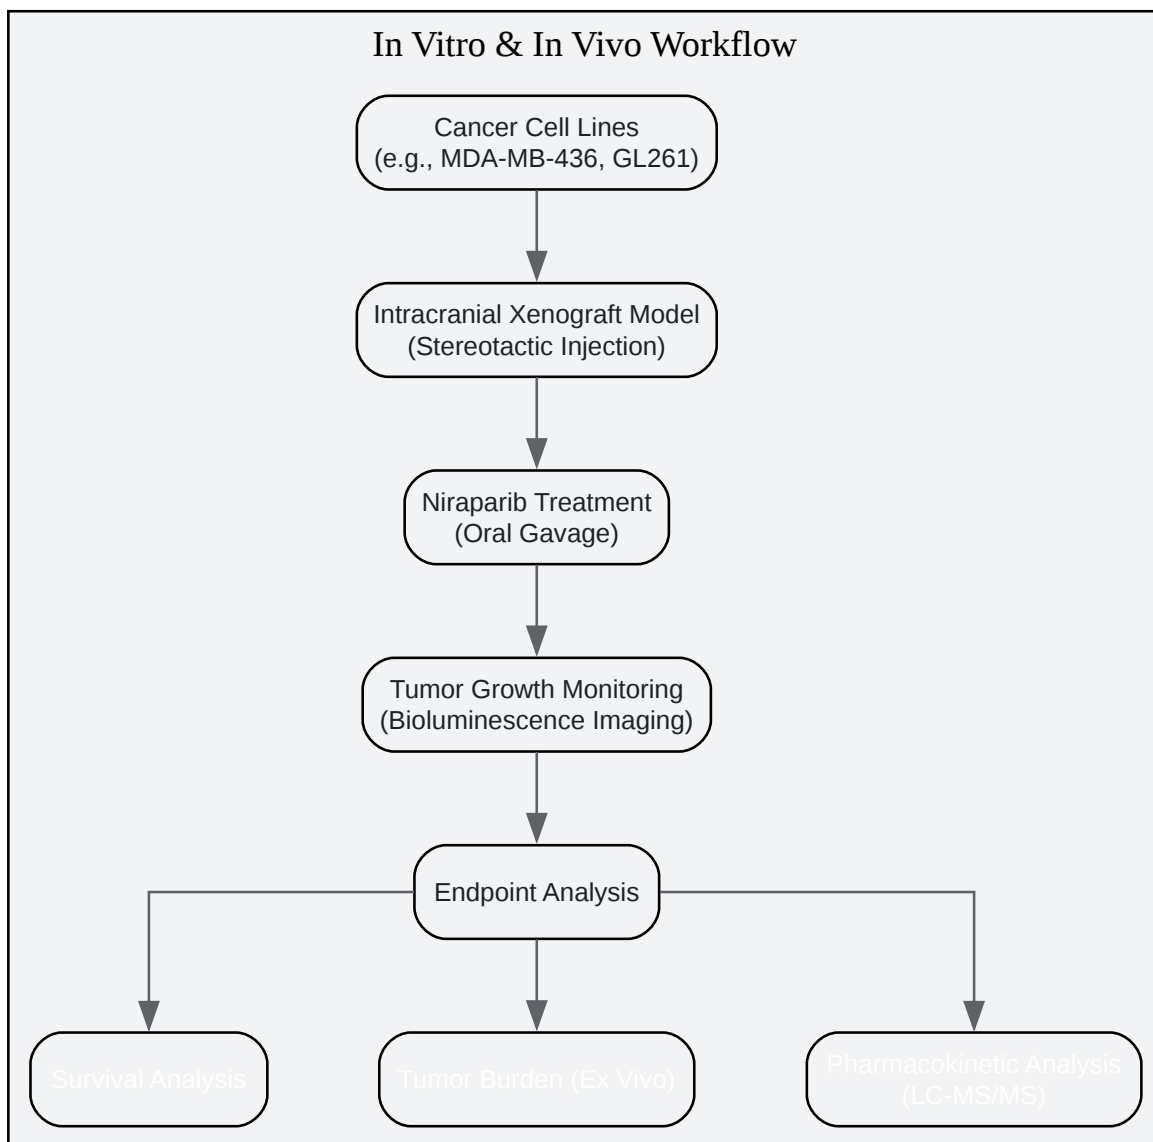 In Vitro & In Vivo Workflow
Cancer Cell Lines
(e.g., MDA-MB-436, GL261)
Intracranial Xenograft Model
(Stereotactic Injection)
Niraparib Treatment
(Oral Gavage)
Tumor Growth Monitoring
(Bioluminescence Imaging)
Endpoint Analysis
Survival Analysis
Tumor Burden (Ex Vivo)
Pharmacokinetic Analysis
(LC-MS/MS)